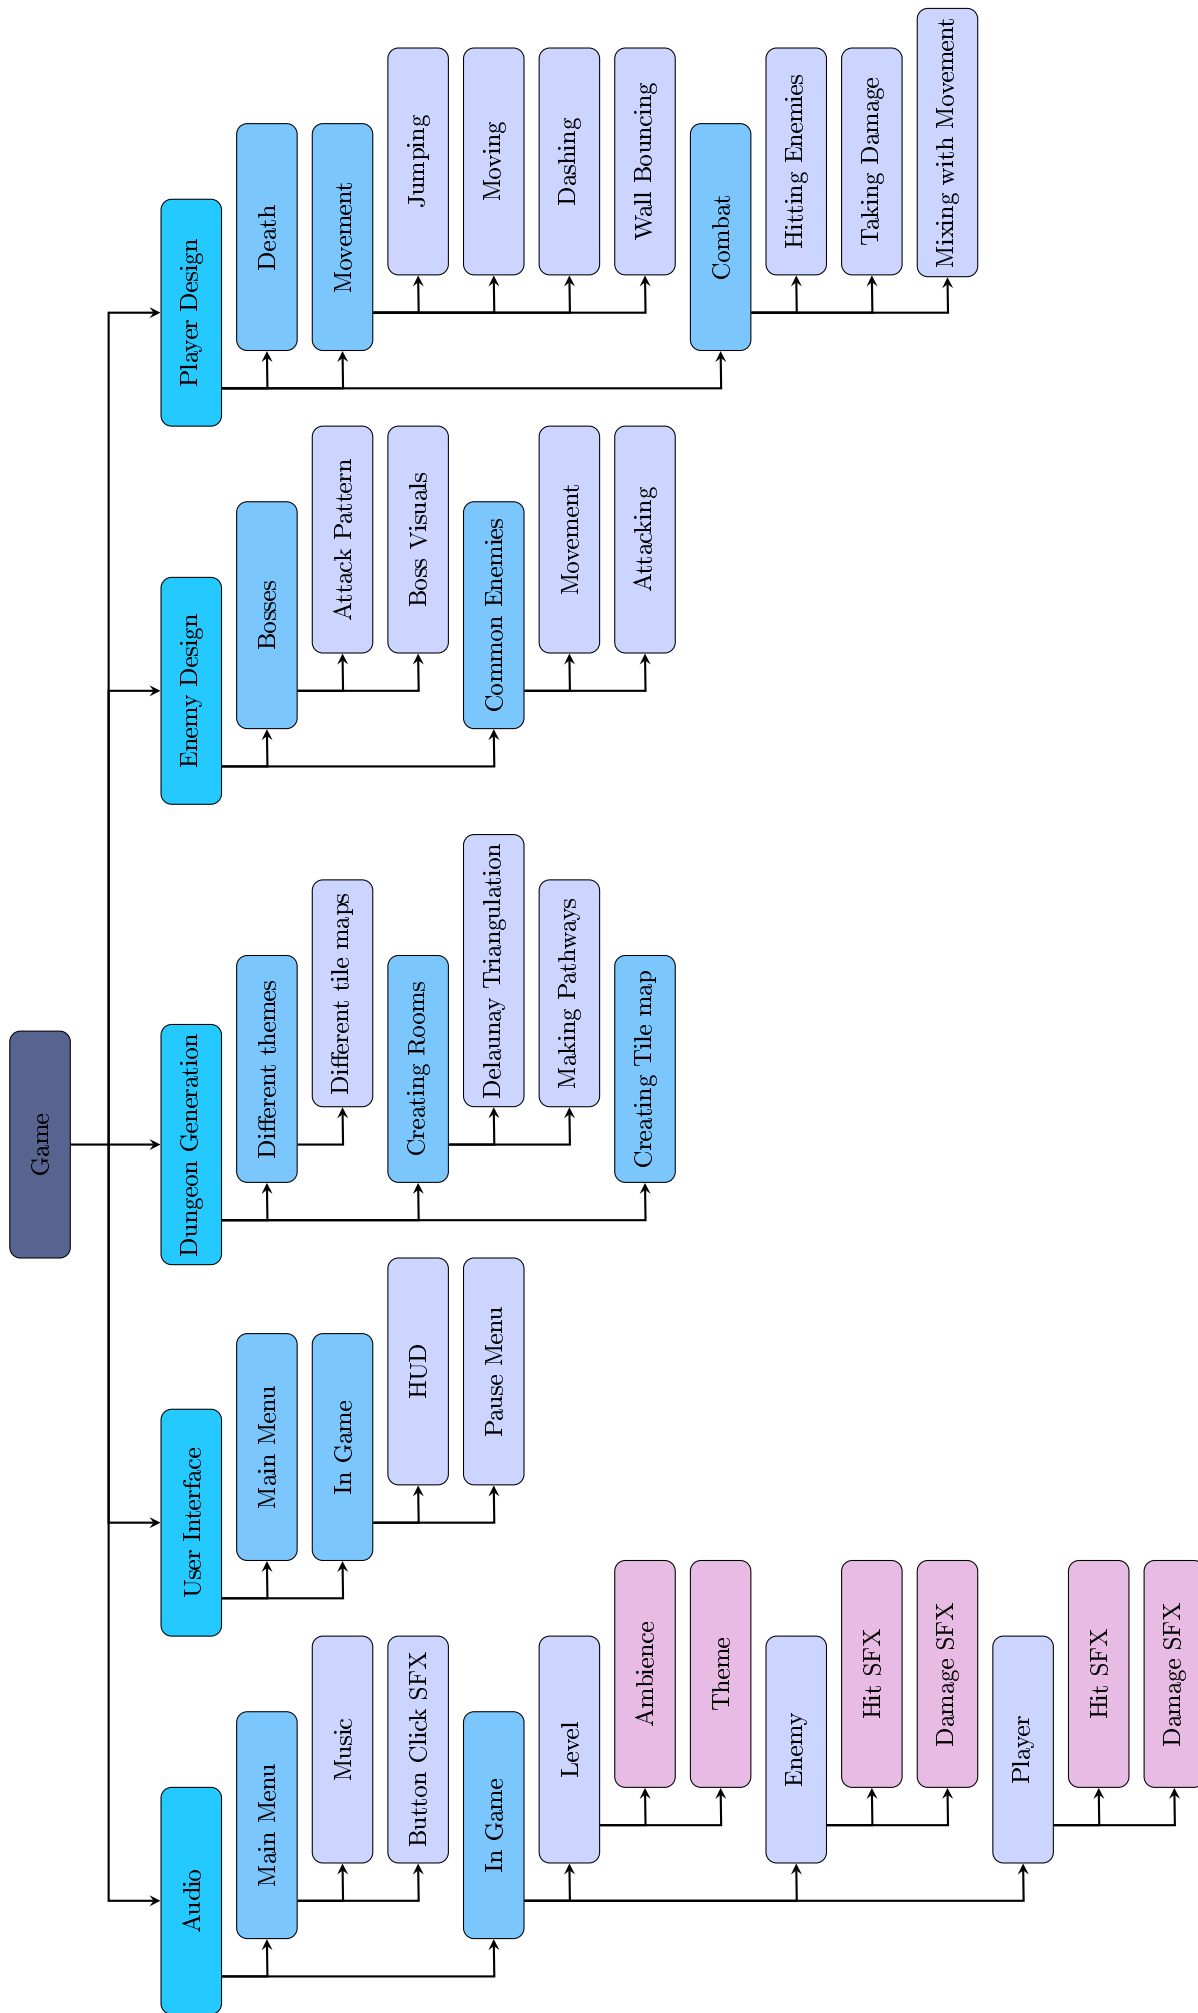 Game
Audio
Main Menu
Music
Button Click SFX
In Game
Level
Ambience
Theme
Enemy
Hit SFX
Damage SFX
Player
Hit SFX
Damage SFX
User Interface
Main Menu
In Game
HUD
Pause Menu
Dungeon Generation
Different themes
Different tile maps
Creating Rooms
Delaunay Triangulation
Making Pathways
Creating Tile map
Enemy Design
Bosses
Attack Pattern
Boss Visuals
Common Enemies
Movement
Attacking
Player Design
Death
Movement
Jumping
Moving
Dashing
Wall Bouncing
Combat
Hitting Enemies
Taking Damage
Mixing with Movement